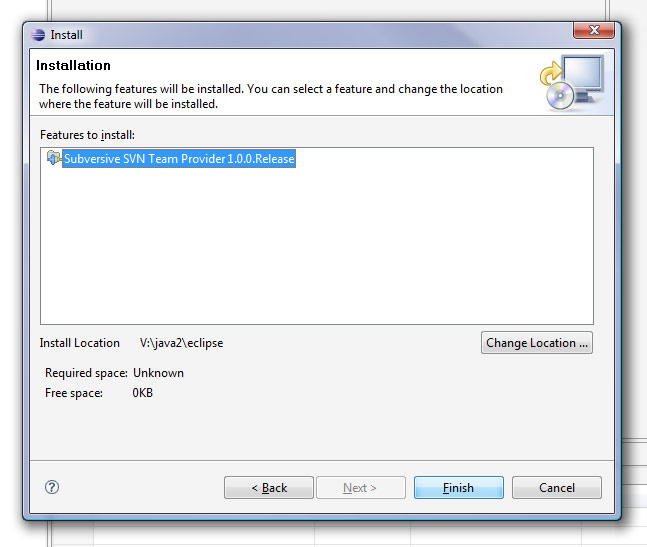 Install
Installation
The following features will be installed. You can select a feature and change the location
where the feature will be installed.
Features to install:
Subversive SVN Team Provider 1.0.0.Release
Install Location V:\java2\eclipse
Change Location ...
Required space: Unknown
Free space: 0KB
< Back Next > Finish Cancel